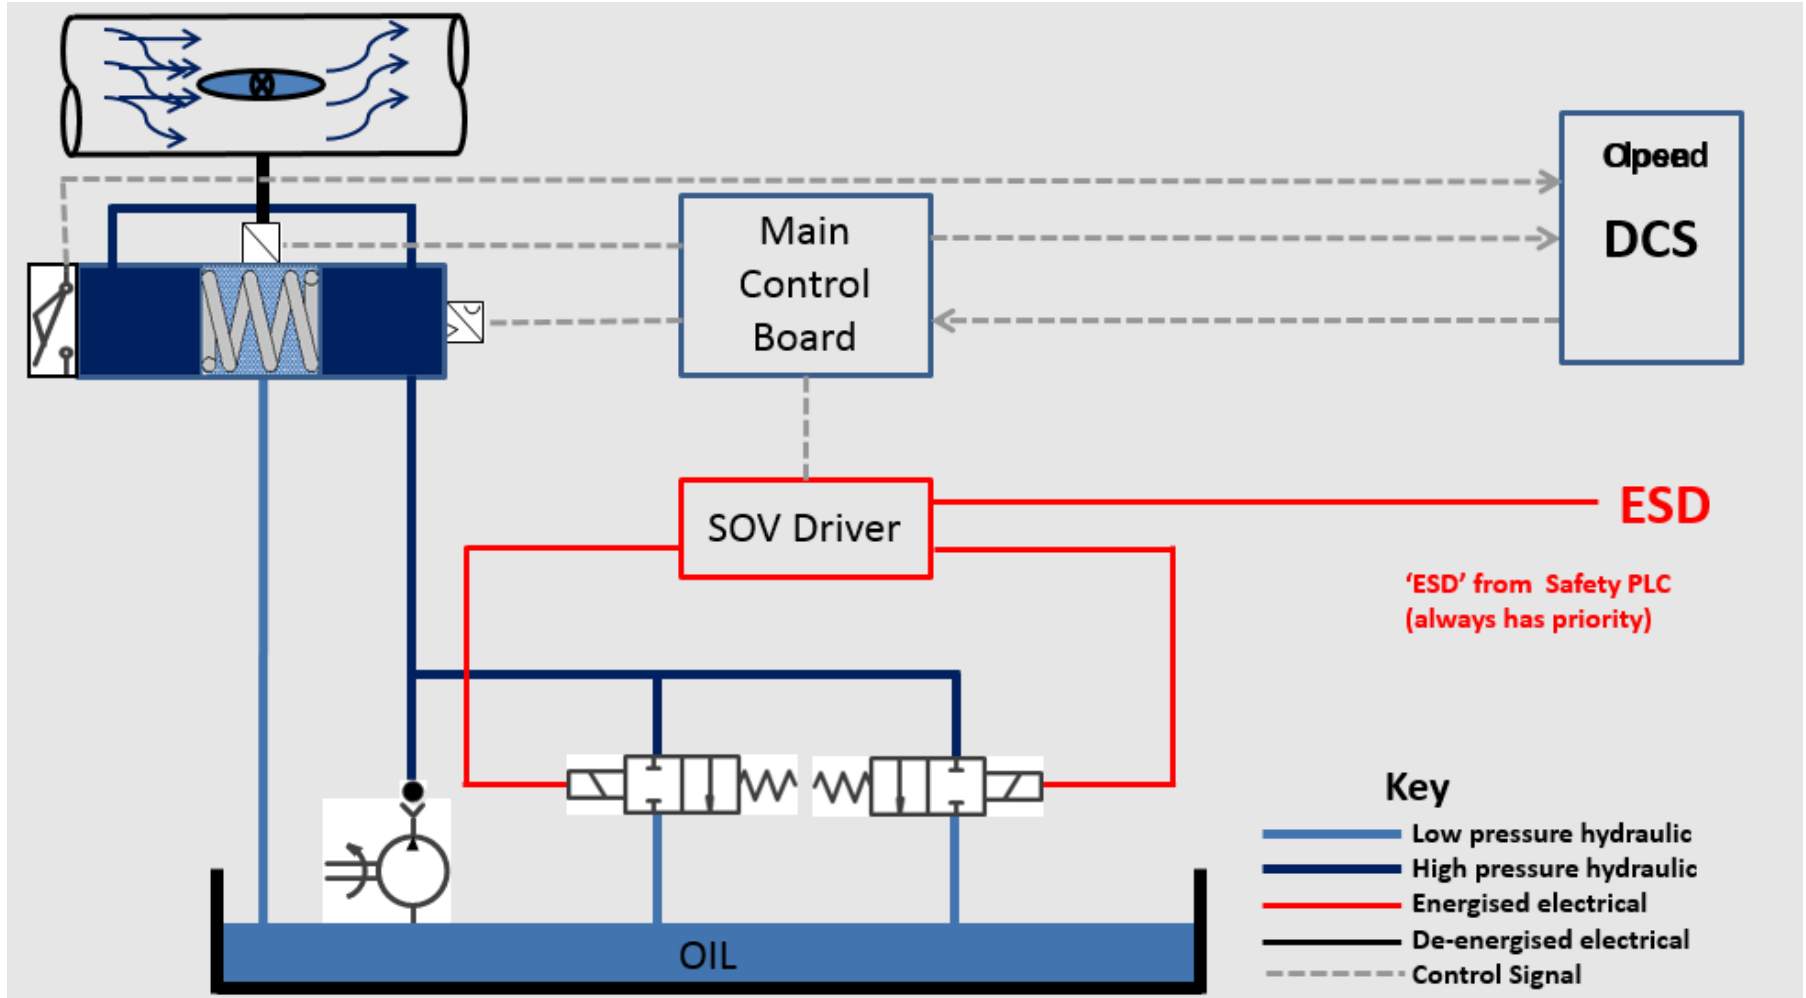 DCS
Main
Control
Board
SOV Driver
ESD
‘ESD’ from Safety PLC
(always has priority)
Key
Low pressure hydraulic
High pressure hydraulic
Energised electrical
De-energised electrical
Control Signal
OIL